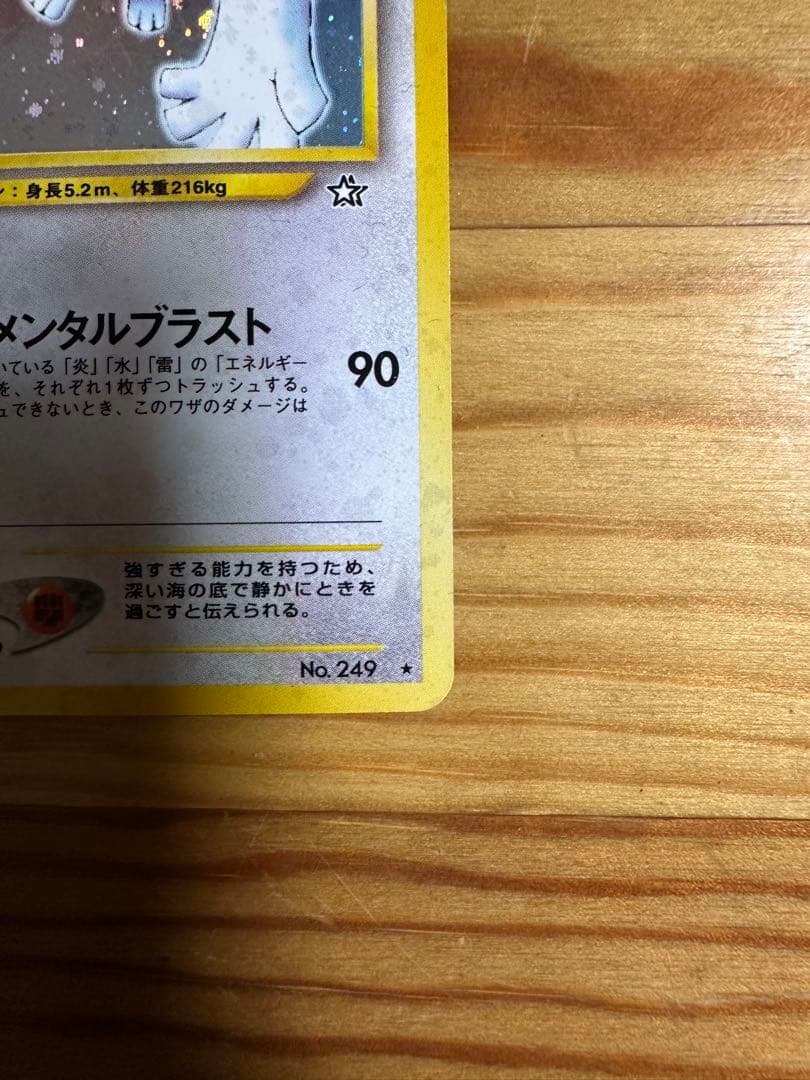 ン：身長5.2m、体重216kg
メンタルブラスト
いている「炎」「水」「雷」の「エネルギー
を、それぞれ1枚ずつトラッシュする。
ュできないとき、このワザのダメージは
90
強すぎる能力を持つため、
深い海の底で静かにときを
過ごすと伝えられる。
No. 249 ★